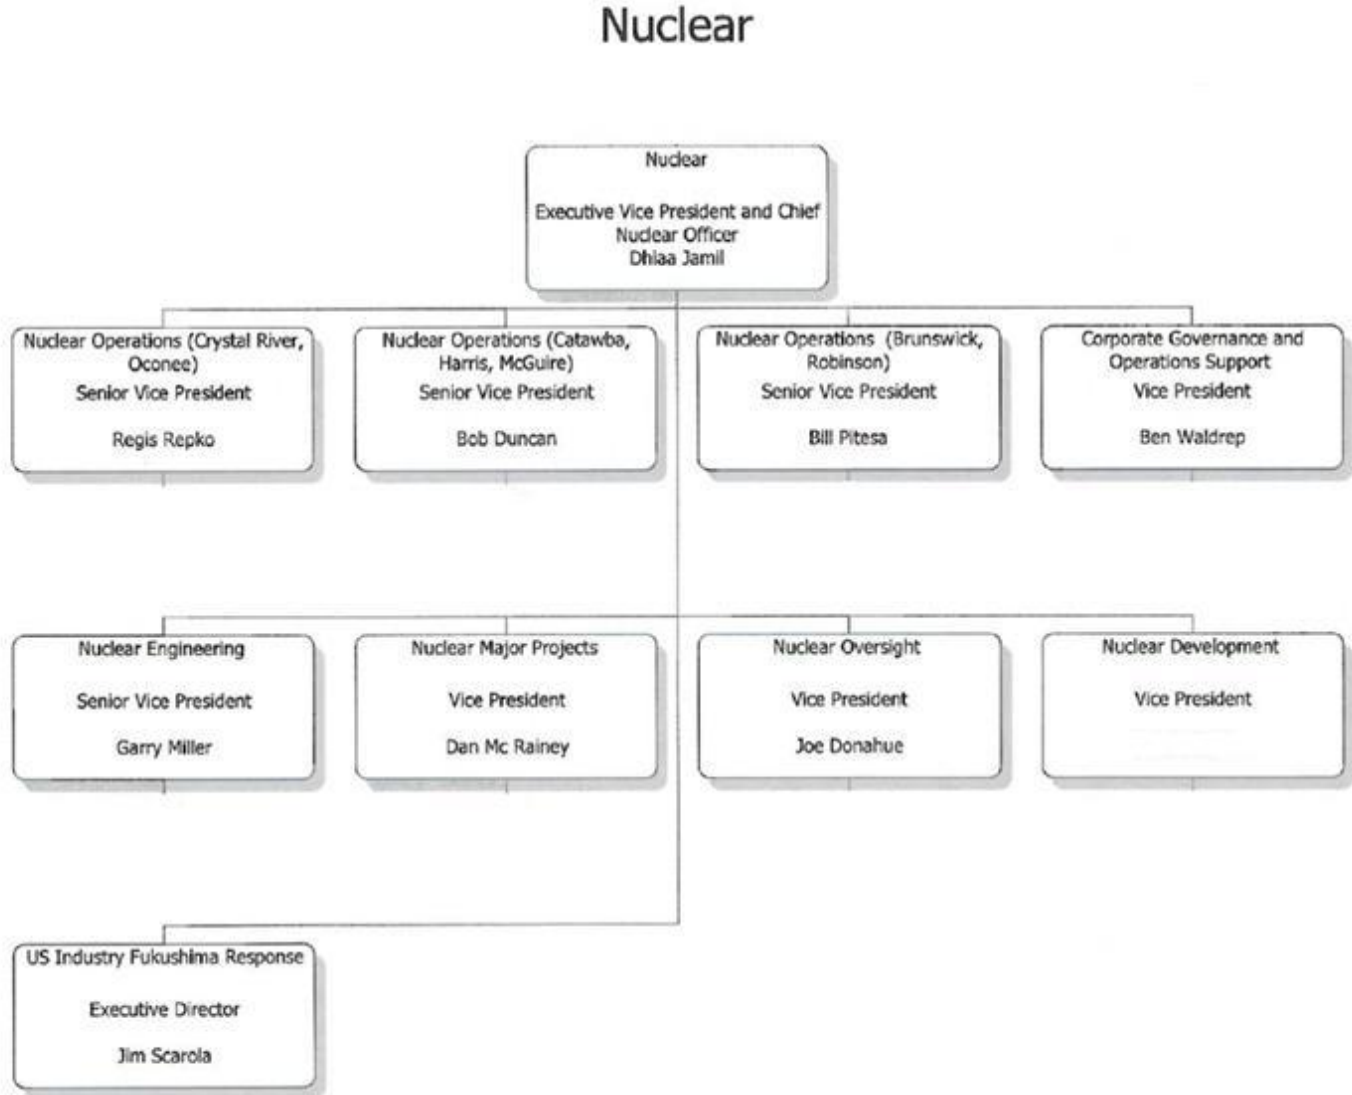 Nuclear
Nuclear
Executive Vice President and Chief
Nuclear Officer
Dhiaa Jamil
Nuclear Operations (Crystal River,
Oconee)
Senior Vice President
Regis Repko
Nuclear Operations (Catawba,
Harris, McGuire)
Senior Vice President
Bob Duncan
Nuclear Operations (Brunswick,
Robinson)
Senior Vice President
Bill Pitesa
Corporate Governance and
Operations Support
Vice President
Ben Waldrep
Nuclear Engineering
Senior Vice President
Garry Miller
Nuclear Major Projects
Vice President
Dan Mc Rainey
Nuclear Oversight
Vice President
Joe Donahue
Nuclear Development
Vice President
US Industry Fukushima Response
Executive Director
Jim Scarola